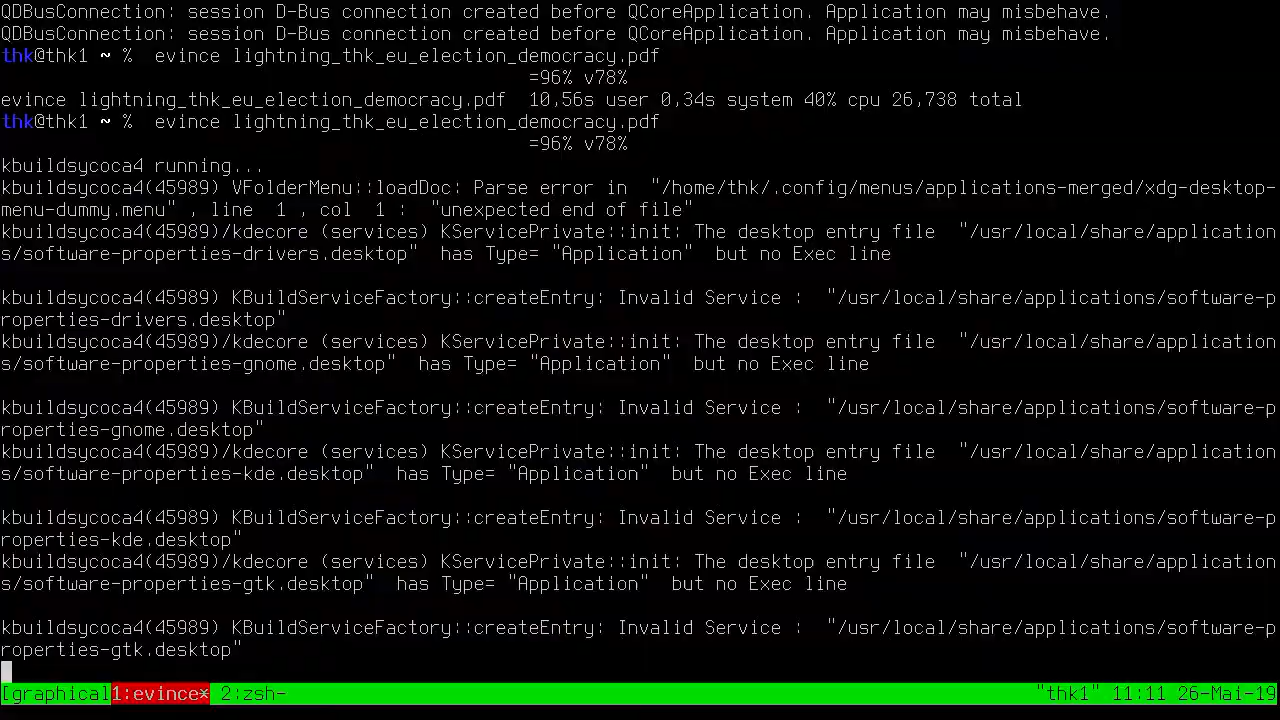 QDBusConnection: session D-Bus connection created before QCoreApplication. Application may misbehave.
QDBusConnection: session D-Bus connection created before QCoreApplication. Application may misbehave.
thk@thk1 ~ %  evince lightning_thk_eu_election_democracy.pdf
=96% v78%
evince lightning_thk_eu_election_democracy.pdf  10,56s user 0,34s system 40% cpu 26,738 total
thk@thk1 ~ %  evince lightning_thk_eu_election_democracy.pdf
=96% v78%
kbuildsycoca4 running...
kbuildsycoca4(45989) VFolderMenu::loadDoc: Parse error in  "/home/thk/.config/menus/applications-merged/xdg-desktop-
menu-dummy.menu" , line  1 , col  1 :  "unexpected end of file"
kbuildsycoca4(45989)/kdecore (services) KServicePrivate::init: The desktop entry file  "/usr/local/share/application
s/software-properties-drivers.desktop"  has Type= "Application"  but no Exec line
kbuildsycoca4(45989) KBuildServiceFactory::createEntry: Invalid Service :  "/usr/local/share/applications/software-p
roperties-drivers.desktop"
kbuildsycoca4(45989)/kdecore (services) KServicePrivate::init: The desktop entry file  "/usr/local/share/application
s/software-properties-gnome.desktop"  has Type= "Application"  but no Exec line
kbuildsycoca4(45989) KBuildServiceFactory::createEntry: Invalid Service :  "/usr/local/share/applications/software-p
roperties-gnome.desktop"
kbuildsycoca4(45989)/kdecore (services) KServicePrivate::init: The desktop entry file  "/usr/local/share/application
s/software-properties-kde.desktop"  has Type= "Application"  but no Exec line
kbuildsycoca4(45989) KBuildServiceFactory::createEntry: Invalid Service :  "/usr/local/share/applications/software-p
roperties-kde.desktop"
kbuildsycoca4(45989)/kdecore (services) KServicePrivate::init: The desktop entry file  "/usr/local/share/application
s/software-properties-gtk.desktop"  has Type= "Application"  but no Exec line
kbuildsycoca4(45989) KBuildServiceFactory::createEntry: Invalid Service :  "/usr/local/share/applications/software-p
roperties-gtk.desktop"
[graphical1:evince* 2:zsh- "thk1" 11:11 26-Mai-19